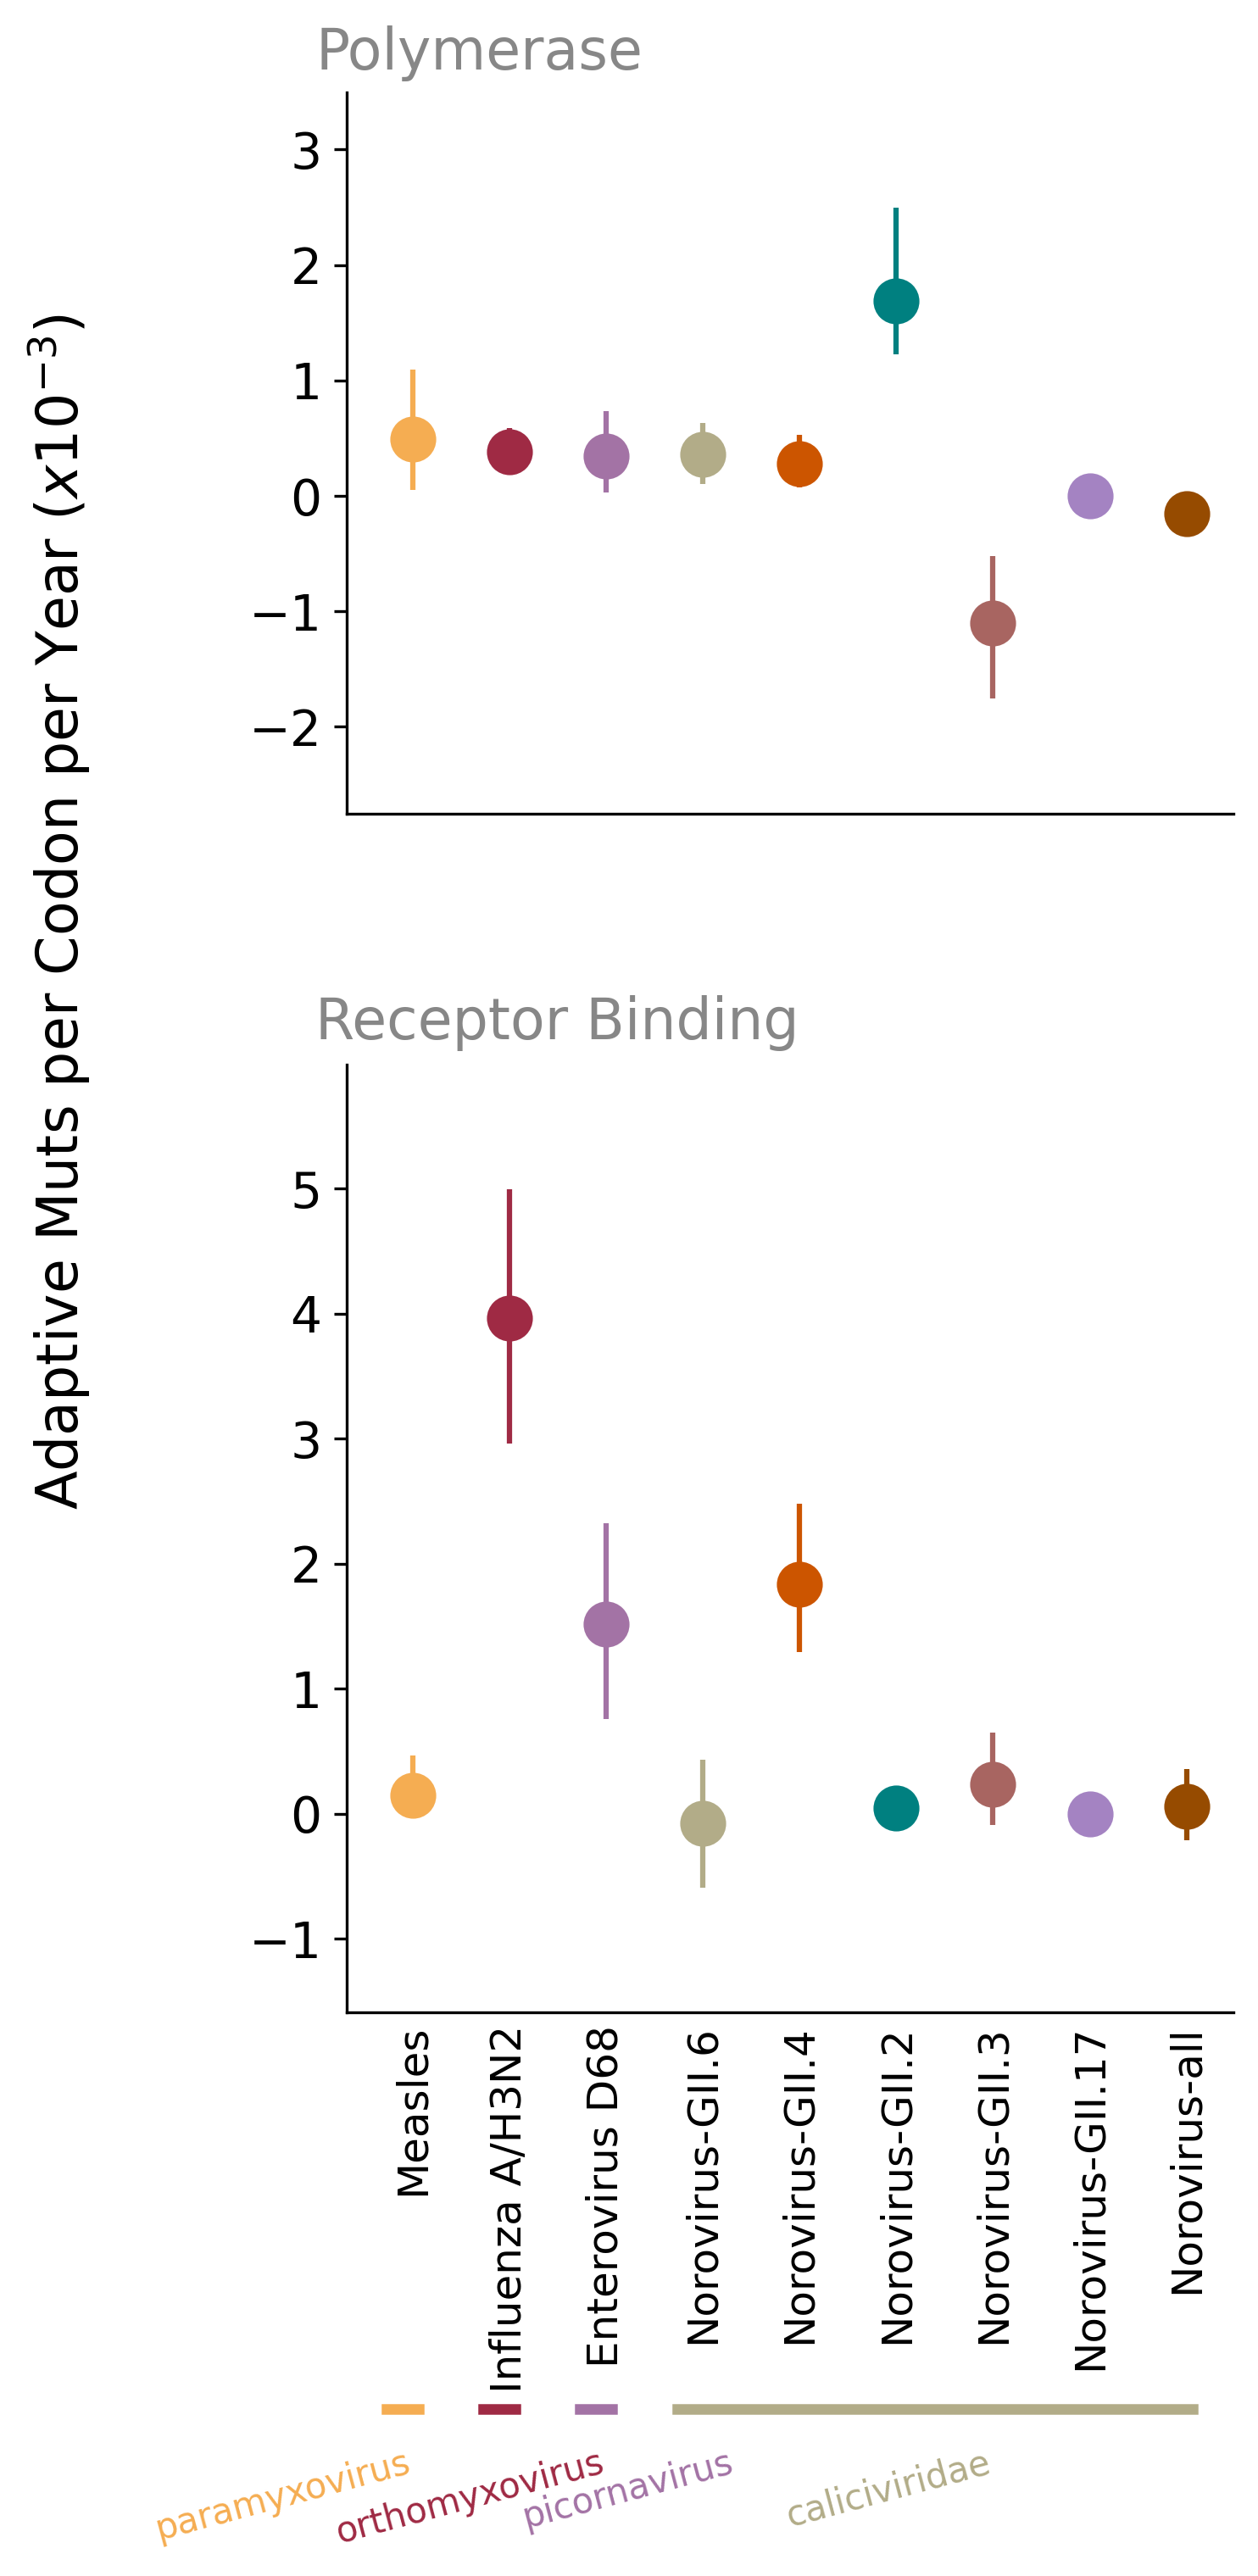 Polymerase
3
2
1
0
−1
−2
Adaptive Muts per Codon per Year (x10⁻³)
Receptor Binding
5
4
3
2
1
0
−1
Measles
Influenza A/H3N2
Enterovirus D68
Norovirus-GII.6
Norovirus-GII.4
Norovirus-GII.2
Norovirus-GII.3
Norovirus-GII.17
Norovirus-all
paramyxovirus
orthomyxovirus
picornavirus
caliciviridae